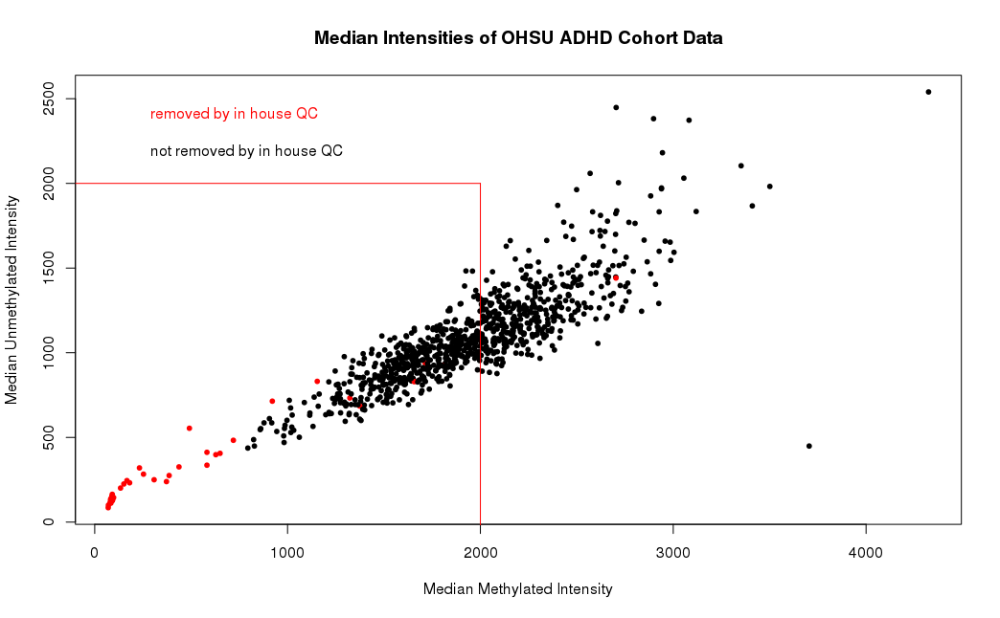 Median Intensities of OHSU ADHD Cohort Data
removed by in house QC
not removed by in house QC
Median Unmethylated Intensity
2500
2000
1500
1000
500
0
0 1000 2000 3000 4000
Median Methylated Intensity